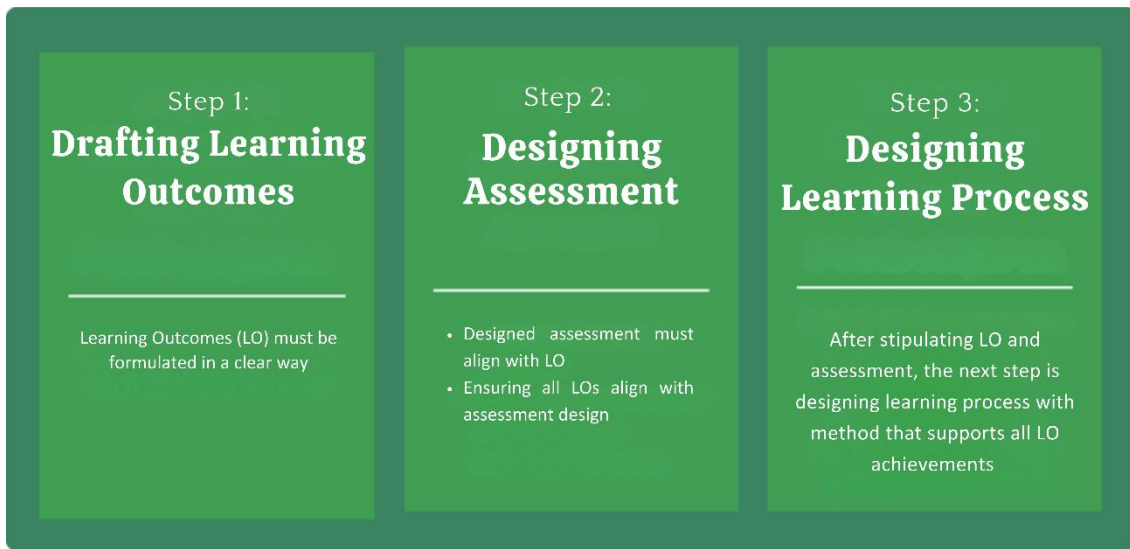 Step 1:
Drafting Learning
Outcomes
Learning Outcomes (LO) must be
formulated in a clear way
Step 2:
Designing
Assessment
• Designed assessment must
align with LO
• Ensuring all LOs align with
assessment design
Step 3:
Designing
Learning Process
After stipulating LO and
assessment, the next step is
designing learning process with
method that supports all LO
achievements